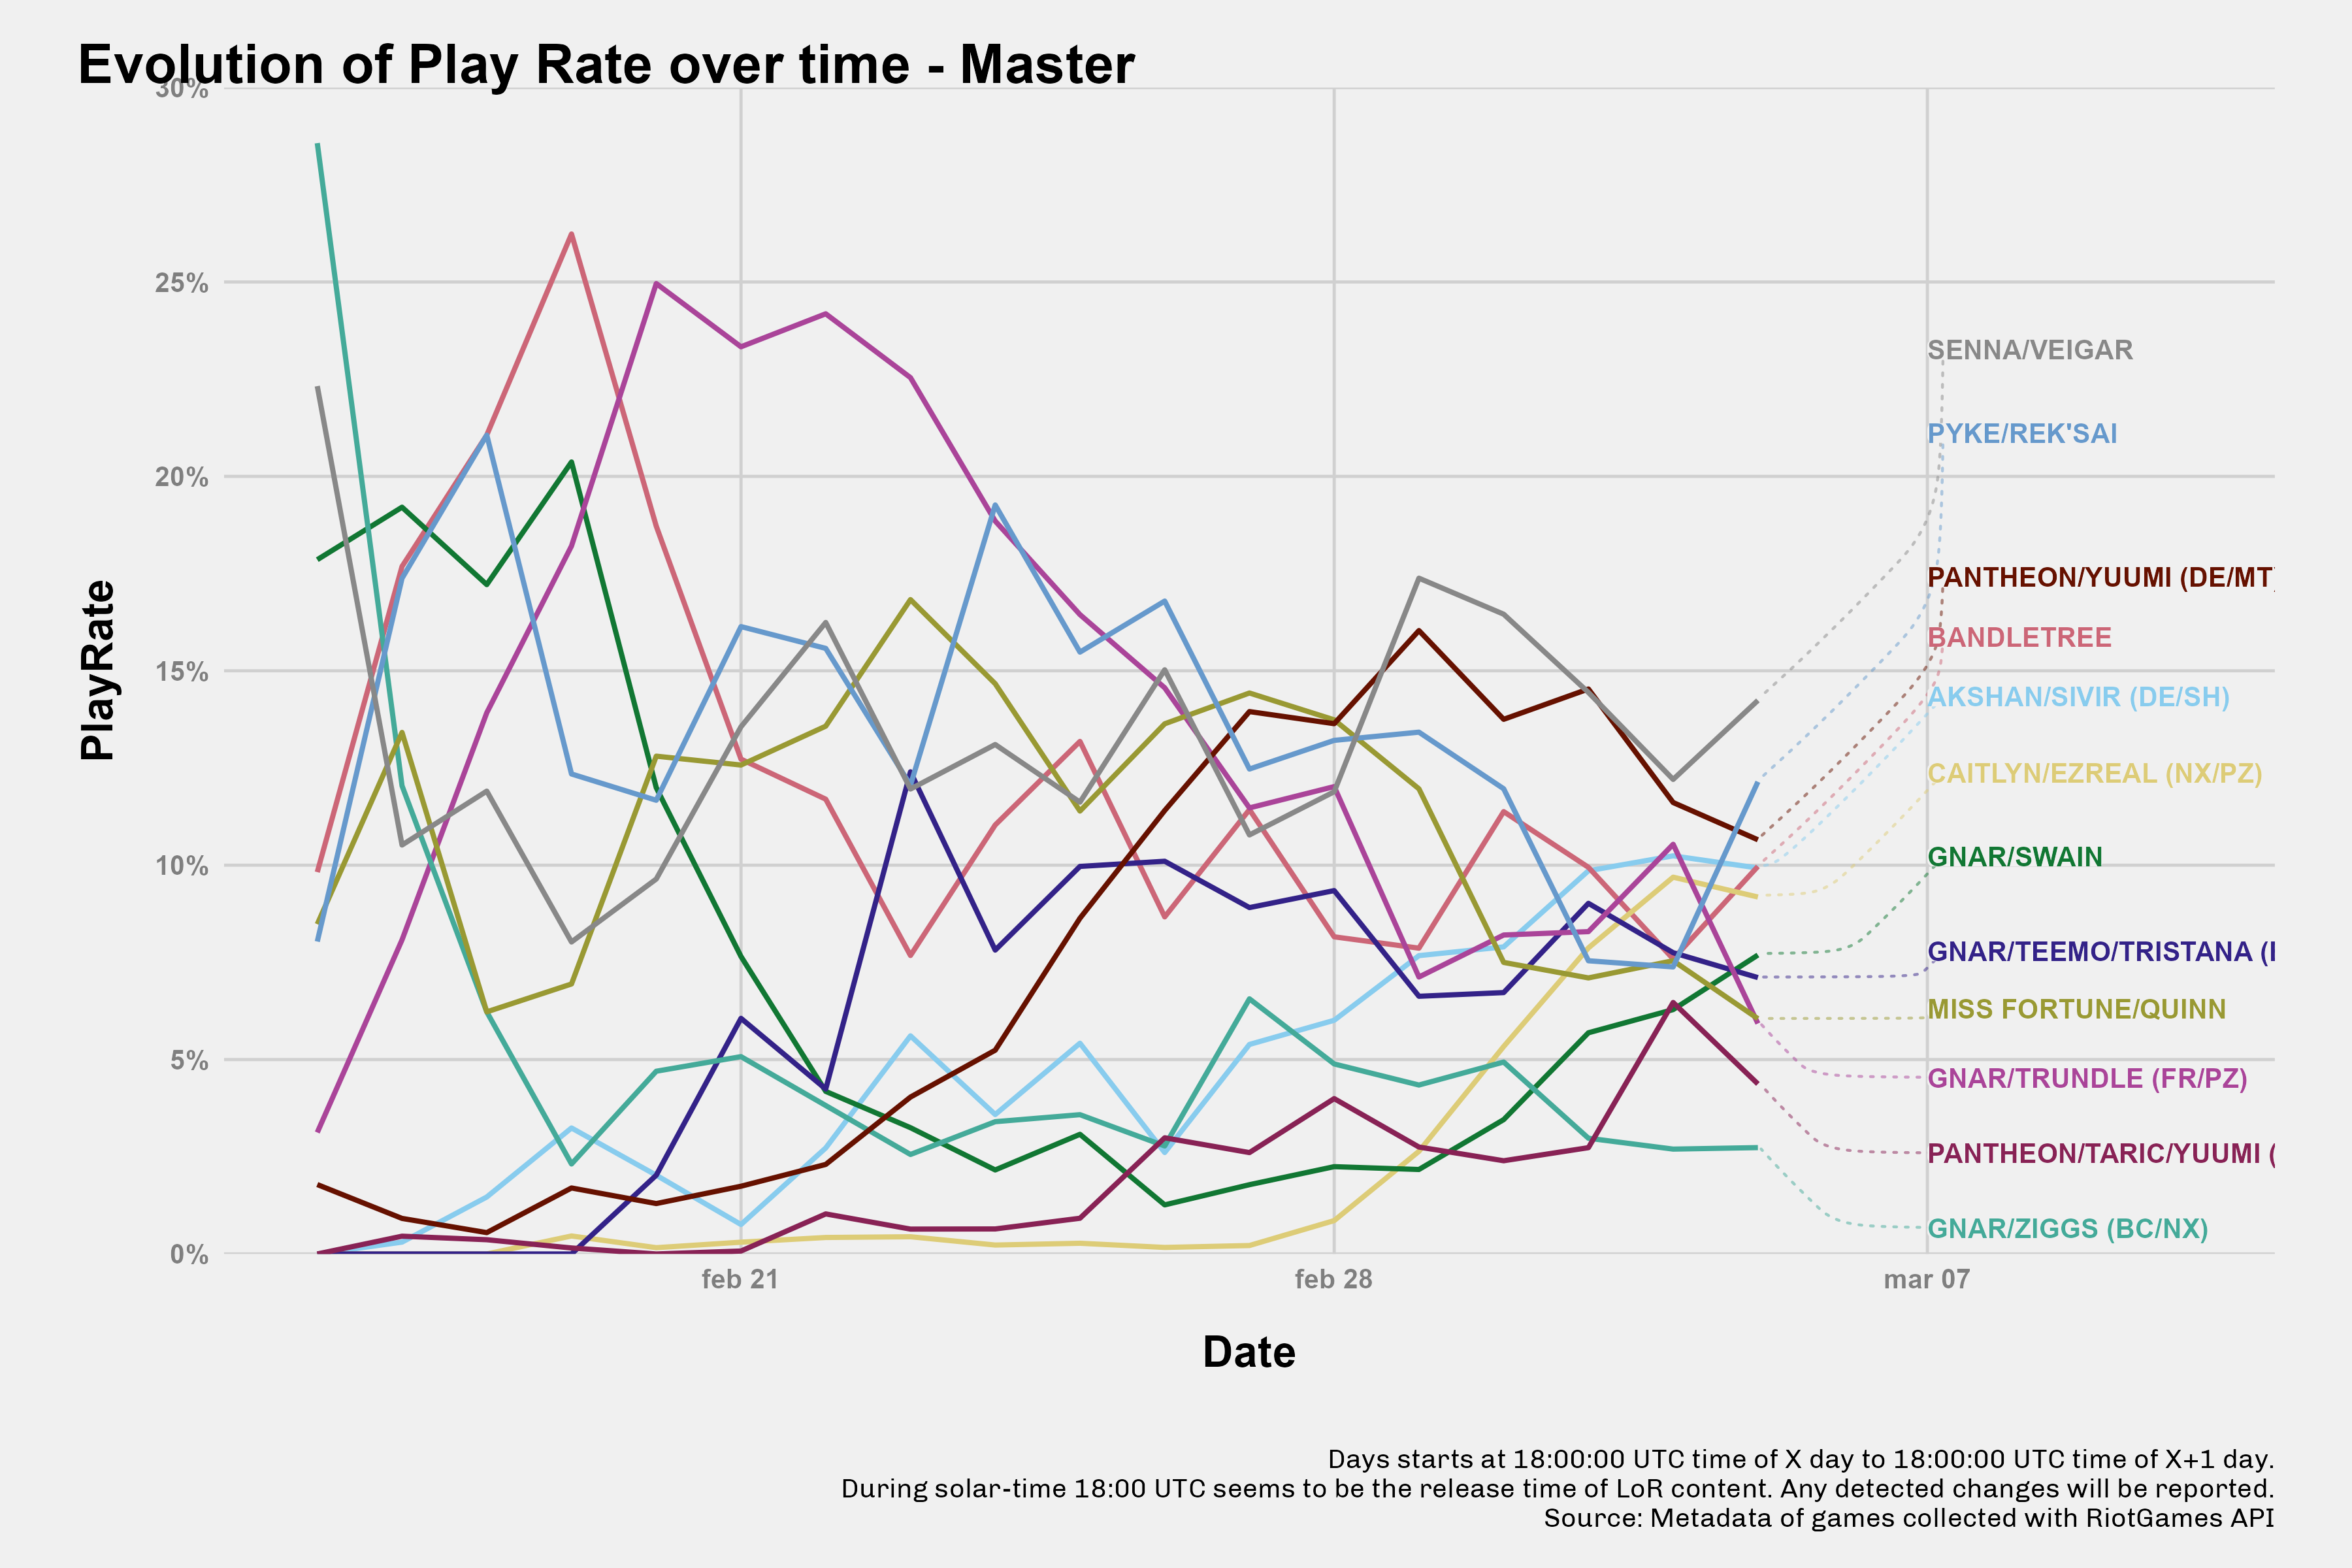 Evolution of Play Rate over time - Master
30%
25%
20%
15%
10%
5%
0%
PlayRate
SENNA/VEIGAR
PYKE/REK'SAI
PANTHEON/YUUMI (DE/MT)
BANDLETREE
AKSHAN/SIVIR (DE/SH)
CAITLYN/EZREAL (NX/PZ)
GNAR/SWAIN
GNAR/TEEMO/TRISTANA (
MISS FORTUNE/QUINN
GNAR/TRUNDLE (FR/PZ)
PANTHEON/TARIC/YUUMI (
GNAR/ZIGGS (BC/NX)
feb 21
feb 28
mar 07
Date
Days starts at 18:00:00 UTC time of X day to 18:00:00 UTC time of X+1 day.
During solar-time 18:00 UTC seems to be the release time of LoR content. Any detected changes will be reported.
Source: Metadata of games collected with RiotGames API